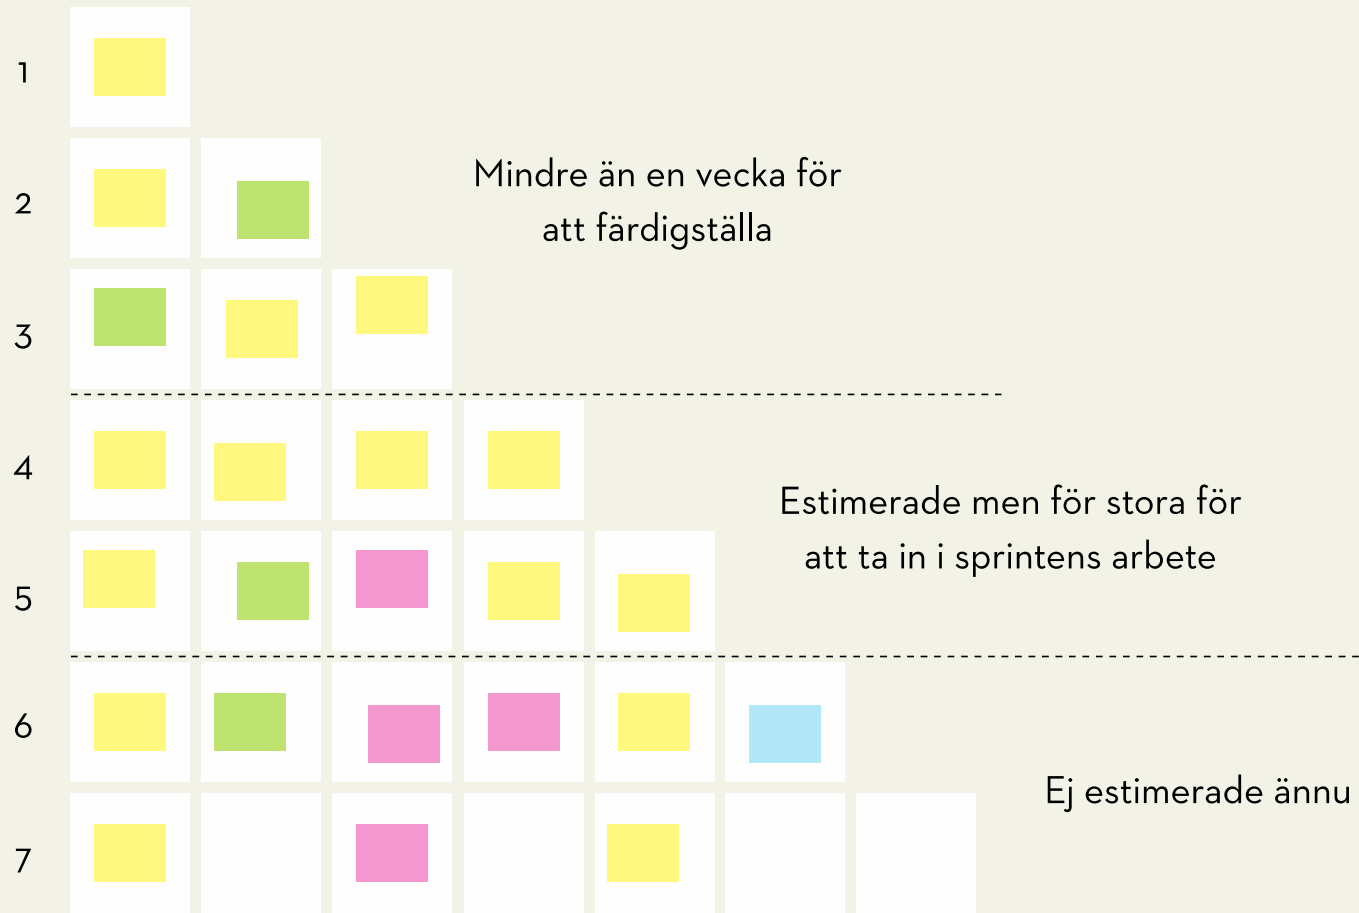 1
Mindre än en vecka för
2
att färdigställa
3
4
Estimerade men för stora för
att ta in i sprintens arbete
5
6
Ej estimerade ännu
7